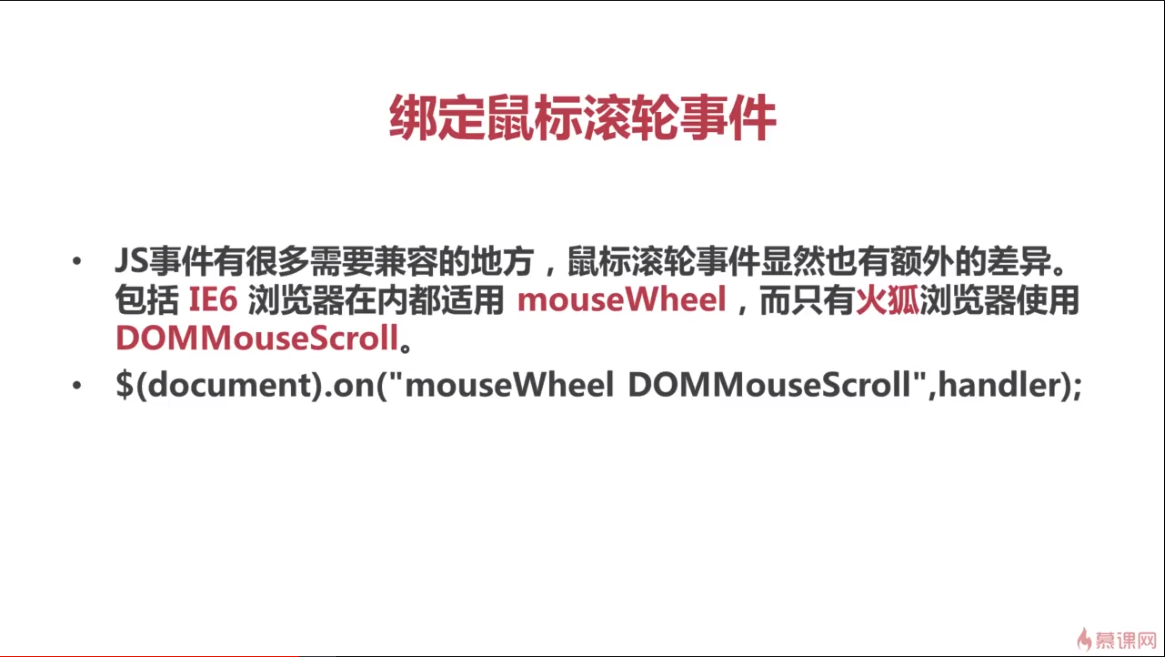 绑定鼠标滚轮事件
• JS事件有很多需要兼容的地方，鼠标滚轮事件显然也有额外的差异。
包括 IE6 浏览器在内都适用 mouseWheel，而只有火狐浏览器使用
DOMMouseScroll。
• $(document).on("mouseWheel DOMMouseScroll",handler);
慕课网